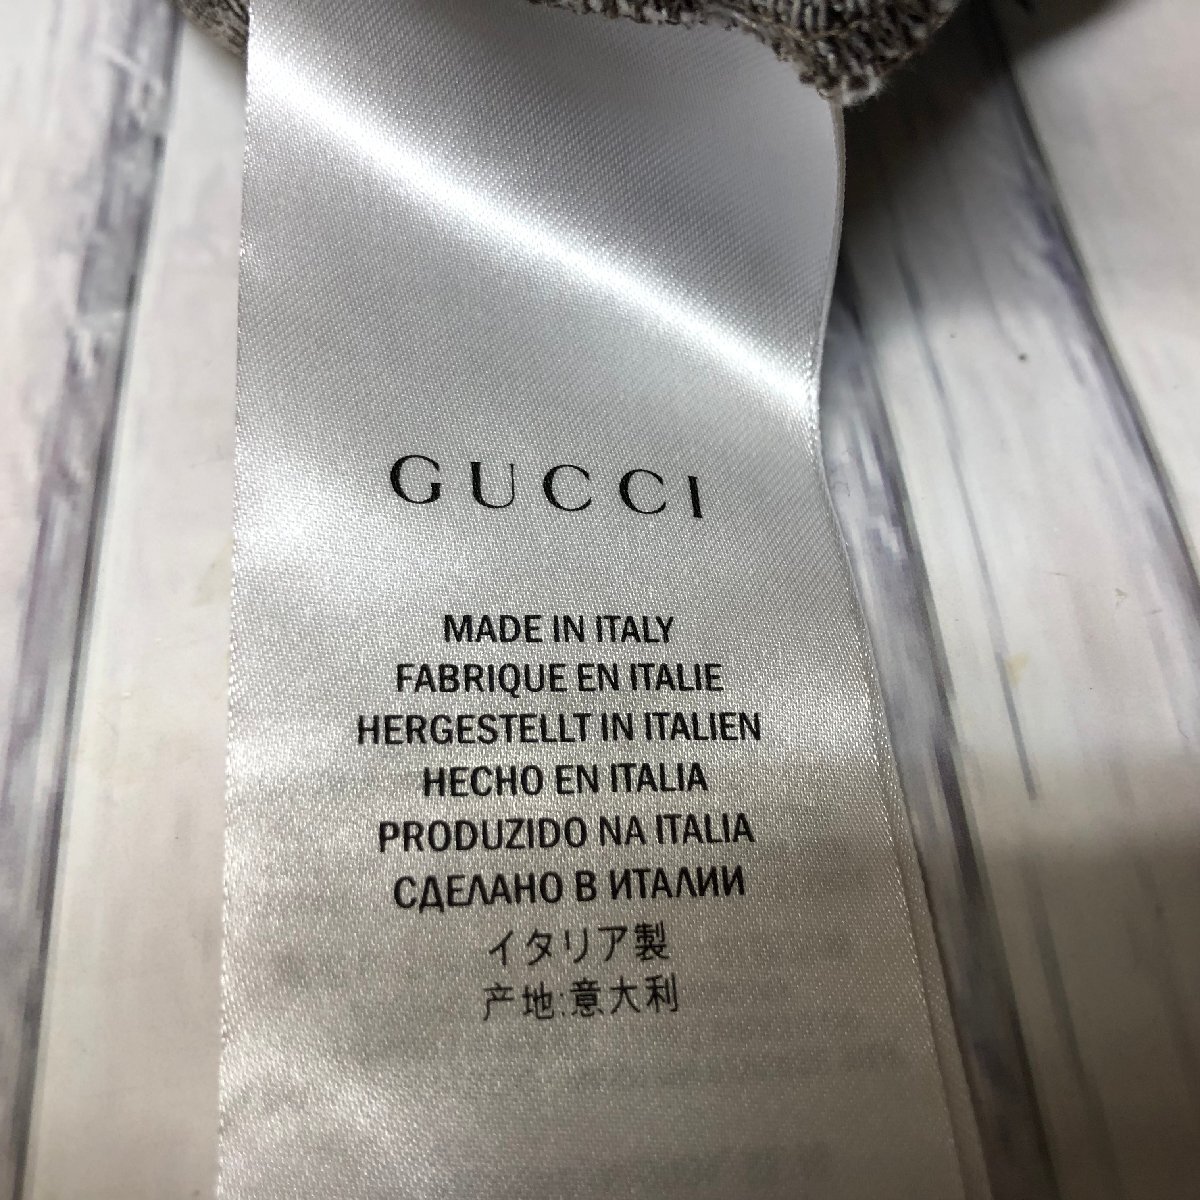 GUCCI
MADE IN ITALY
FABRIQUE EN ITALIE
HERGESTELLT IN ITALIEN
HECHO EN ITALIA
PRODUZIDO NA ITALIA
СДЕЛАНО В ИТАЛИИ
イタリア製
产地:意大利